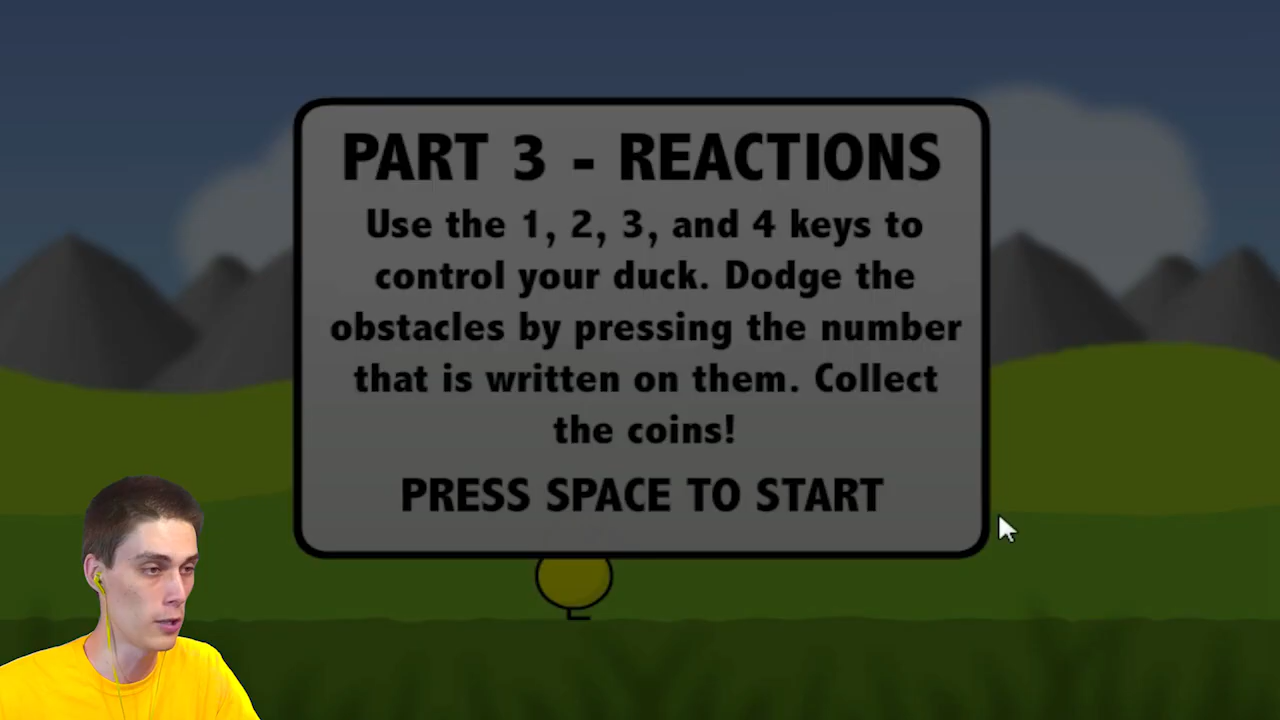 PART 3 - REACTIONS
Use the 1, 2, 3, and 4 keys to
control your duck. Dodge the
obstacles by pressing the number
that is written on them. Collect
the coins!
PRESS SPACE TO START